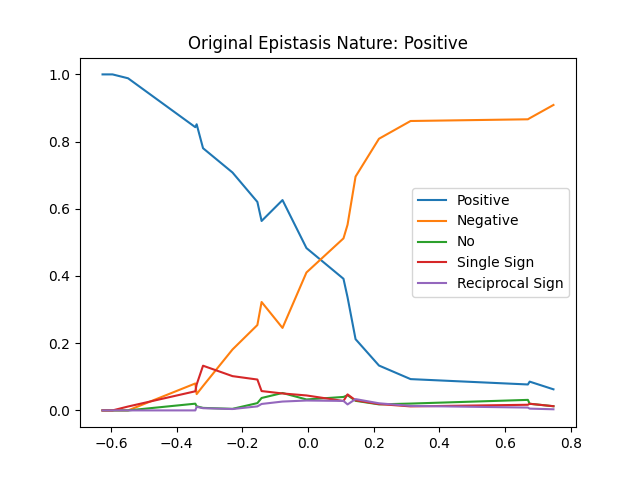 Original Epistasis Nature: Positive
1.0
0.8
0.6
0.4
0.2
0.0
Positive
Negative
No
Single Sign
Reciprocal Sign
−0.6 −0.4 −0.2 0.0 0.2 0.4 0.6 0.8